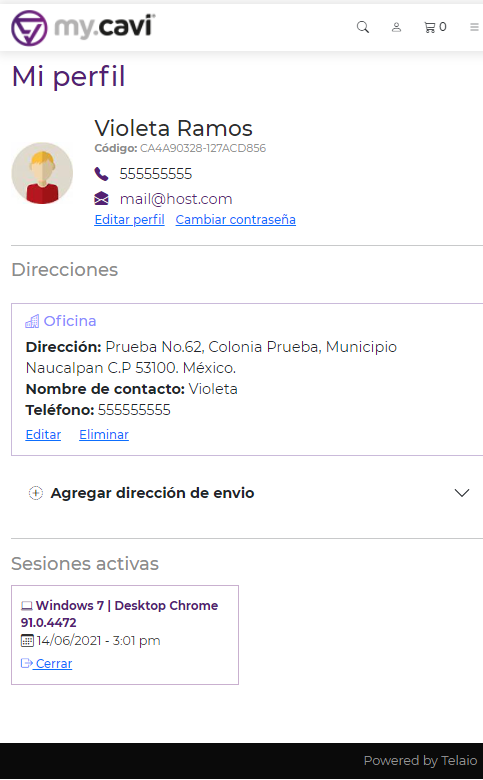 my.cavi
0
Mi perfil
Violeta Ramos
Código: CA4A90328-127ACD856
555555555
mail@host.com
Editar perfil Cambiar contraseña
Direcciones
Oficina
Dirección: Prueba No.62, Colonia Prueba, Municipio
Naucalpan C.P 53100. México.
Nombre de contacto: Violeta
Teléfono: 555555555
Editar Eliminar
Agregar dirección de envio
Sesiones activas
Windows 7 | Desktop Chrome
91.0.4472
14/06/2021 - 3:01 pm
Cerrar
Powered by Telaio